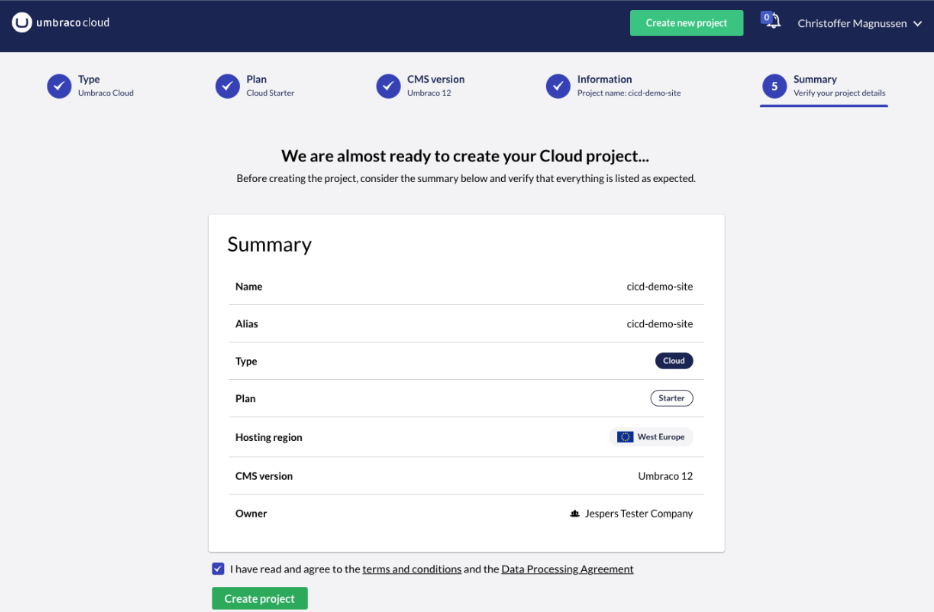 umbraco cloud
Create new project
0
Christoffer Magnussen
Type
Umbraco Cloud
Plan
Cloud Starter
CMS version
Umbraco 12
Information
Project name: cicd-demo-site
5
Summary
Verify your project details
We are almost ready to create your Cloud project...
Before creating the project, consider the summary below and verify that everything is listed as expected.
Summary
Name cicd-demo-site
Alias cicd-demo-site
Type Cloud
Plan Starter
Hosting region West Europe
CMS version Umbraco 12
Owner Jespers Tester Company
I have read and agree to the terms and conditions and the Data Processing Agreement
Create project